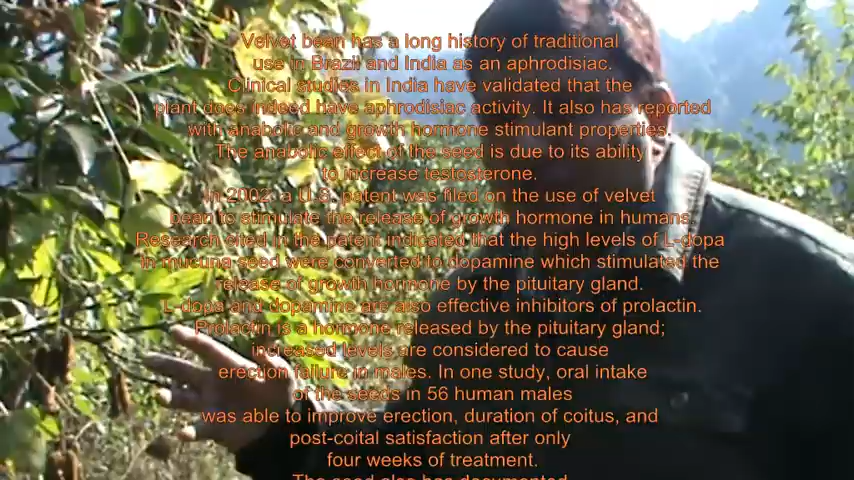 Velvet bean has a long history of traditional
use in Brazil and India as an aphrodisiac.
Clinical studies in India have validated that the
plant does indeed have aphrodisiac activity. It also has reported
with anabolic and growth hormone stimulant properties.
The anabolic effect of the seed is due to its ability
to increase testosterone.
In 2002, a U.S. patent was filed on the use of velvet
bean to stimulate the release of growth hormone in humans.
Research cited in the patent indicated that the high levels of L-dopa
in mucuna seed were converted to dopamine which stimulated the
release of growth hormone by the pituitary gland.
L-dopa and dopamine are also effective inhibitors of prolactin.
Prolactin is a hormone released by the pituitary gland;
increased levels are considered to cause
erection failure in males. In one study, oral intake
of the seeds in 56 human males
was able to improve erection, duration of coitus, and
post-coital satisfaction after only
four weeks of treatment.
The seed also has documented